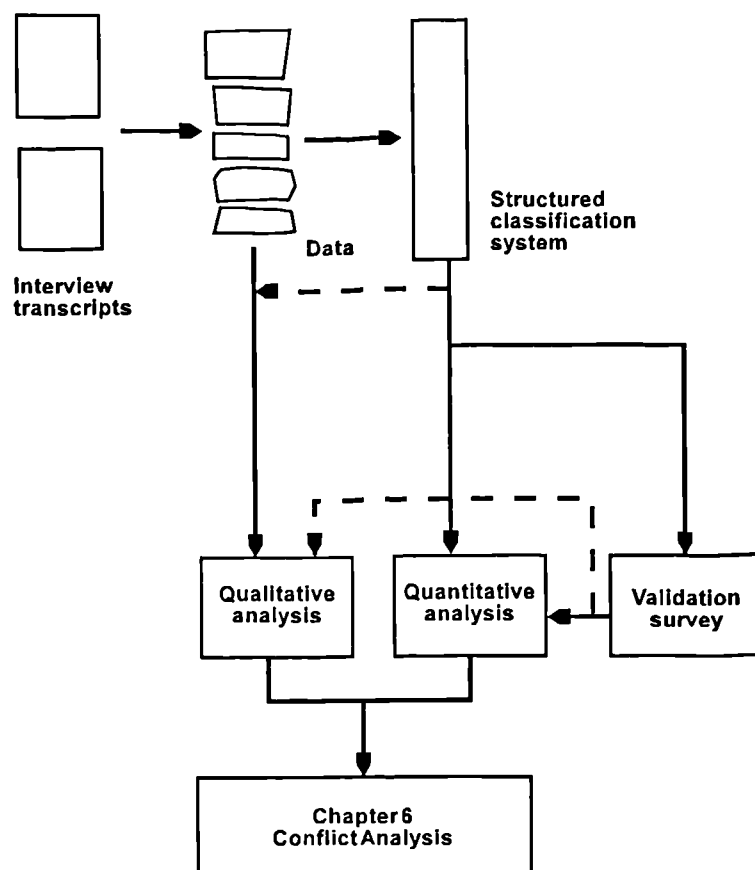 Interview
transcripts
Data
Structured
classification
system
Qualitative
analysis
Quantitative
analysis
Validation
survey
Chapter 6
Conflict Analysis